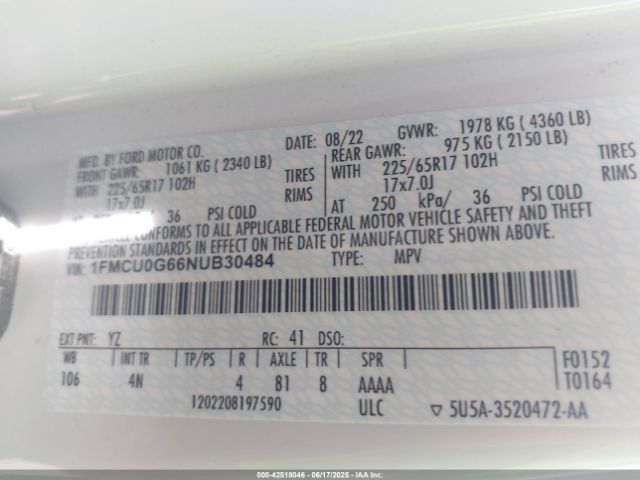 MFD. BY FORD MOTOR CO. DATE: 08/22 GVWR: 1978 KG ( 4360 LB)
FRONT GAWR: 1061 KG ( 2340 LB) REAR GAWR: 975 KG ( 2150 LB)
WITH 225/65R17 102H TIRES WITH 225/65R17 102H TIRES
17x7.0J RIMS 17x7.0J RIMS
AT 36 PSI COLD AT 250 kPa/ 36 PSI COLD
THIS VEHICLE CONFORMS TO ALL APPLICABLE FEDERAL MOTOR VEHICLE SAFETY AND THEFT
PREVENTION STANDARDS IN EFFECT ON THE DATE OF MANUFACTURE SHOWN ABOVE.
VIN: 1FMCU0G66NUB30484 TYPE: MPV
EXT PNT: YZ RC: 41 DSO:
WB INT TR TP/PS R AXLE TR SPR F0152
106 4N 4 81 8 AAAA T0164
1202208197590 ULC ▽ 5U5A-3520472-AA
000-42518046 - 06/17/2025 - IAAI.COM